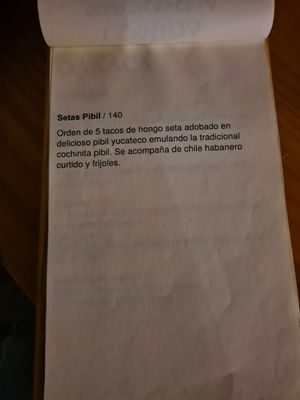 Setas Pibil / 140
Orden de 5 tacos de hongo seta adobado en
delicioso pibil yucateco emulando la tradicional
cochinita pibil. Se acompaña de chile habanero
curtido y frijoles.